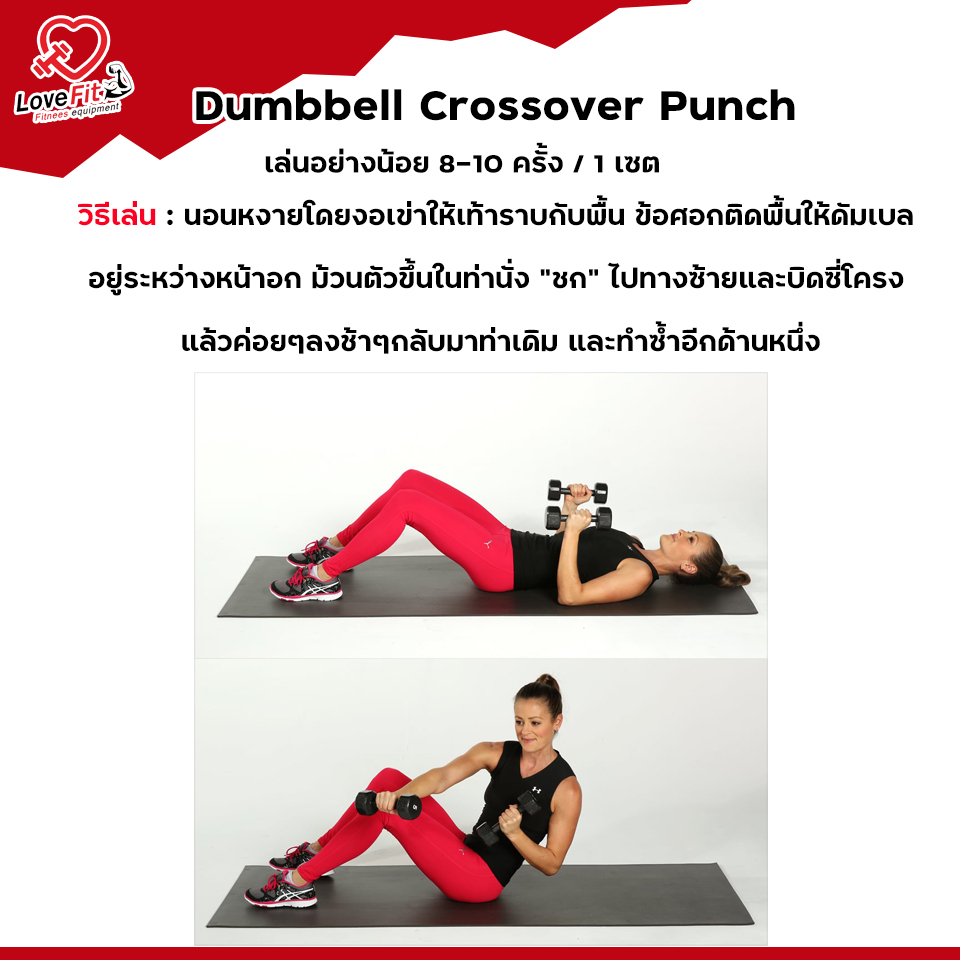 LoveFit
Fitnees equipment
Dumbbell Crossover Punch
เล่นอย่างน้อย 8-10 ครั้ง / 1 เซต
วิธีเล่น : นอนหงายโดยงอเข่าให้เท้าราบกับพื้น ข้อศอกติดพื้นให้ดัมเบล
อยู่ระหว่างหน้าอก ม้วนตัวขึ้นในท่านั่ง "ชก" ไปทางซ้ายและบิดซี่โครง
แล้วค่อยๆลงช้าๆกลับมาท่าเดิม และทำซ้ำอีกด้านหนึ่ง